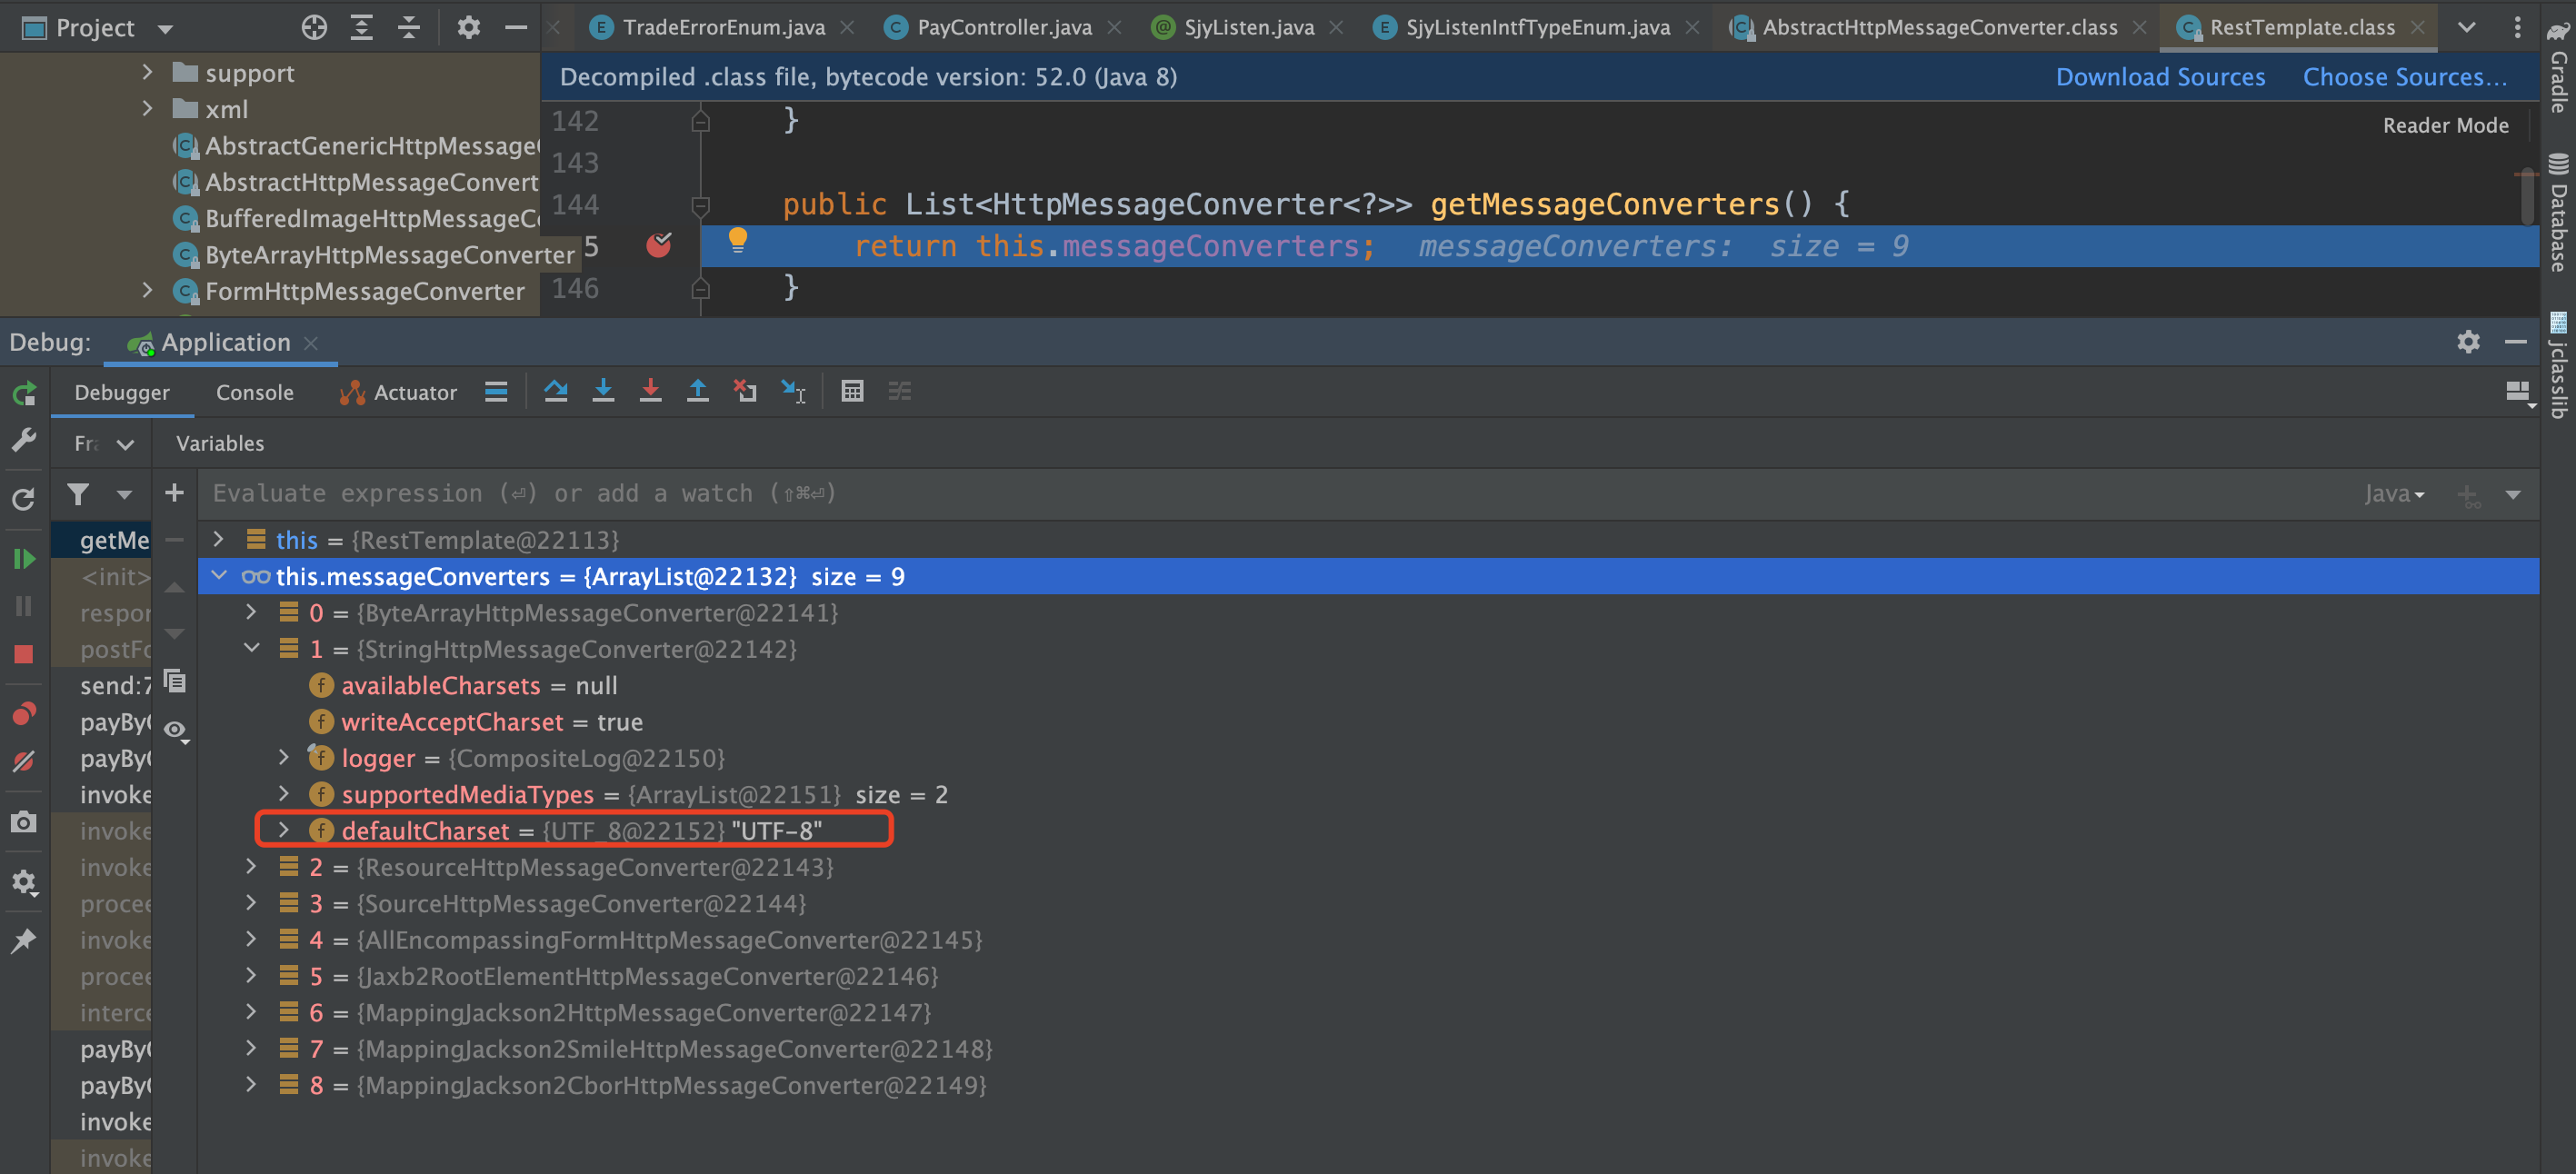 Project
TradeErrorEnum.java
PayController.java
SjyListen.java
SjyListenIntfTypeEnum.java
AbstractHttpMessageConverter.class
RestTemplate.class
support
xml
AbstractGenericHttpMessage
AbstractHttpMessageConvert
BufferedImageHttpMessageC
ByteArrayHttpMessageConverter
FormHttpMessageConverter
Decompiled .class file, bytecode version: 52.0 (Java 8)
Download Sources
Choose Sources...
Reader Mode
142 }
143
144 public List<HttpMessageConverter<?>> getMessageConverters() {
5 return this.messageConverters; messageConverters: size = 9
146 }
Gradle
Database
jclasslib
Debug:
Application
Debugger
Console
Actuator
Fr
Variables
Evaluate expression (⏎) or add a watch (⇧⌘⏎)
Java
getMe
<init>
respor
postFo
send:7
payBy
payBy
invoke
invoke
invoke
procee
invoke
procee
interce
payBy
payBy
invoke
invoke
this = {RestTemplate@22113}
this.messageConverters = {ArrayList@22132} size = 9
0 = {ByteArrayHttpMessageConverter@22141}
1 = {StringHttpMessageConverter@22142}
f availableCharsets = null
f writeAcceptCharset = true
f logger = {CompositeLog@22150}
f supportedMediaTypes = {ArrayList@22151} size = 2
f defaultCharset = {UTF_8@22152} "UTF-8"
2 = {ResourceHttpMessageConverter@22143}
3 = {SourceHttpMessageConverter@22144}
4 = {AllEncompassingFormHttpMessageConverter@22145}
5 = {Jaxb2RootElementHttpMessageConverter@22146}
6 = {MappingJackson2HttpMessageConverter@22147}
7 = {MappingJackson2SmileHttpMessageConverter@22148}
8 = {MappingJackson2CborHttpMessageConverter@22149}